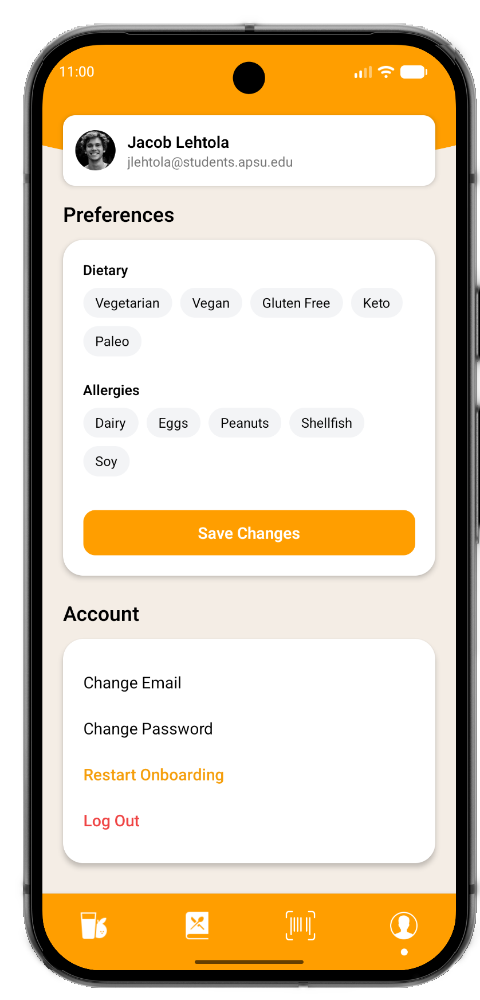 11:00
Jacob Lehtola
jlehtola@students.apsu.edu
Preferences
Dietary
Vegetarian Vegan Gluten Free Keto
Paleo
Allergies
Dairy Eggs Peanuts Shellfish
Soy
Save Changes
Account
Change Email
Change Password
Restart Onboarding
Log Out